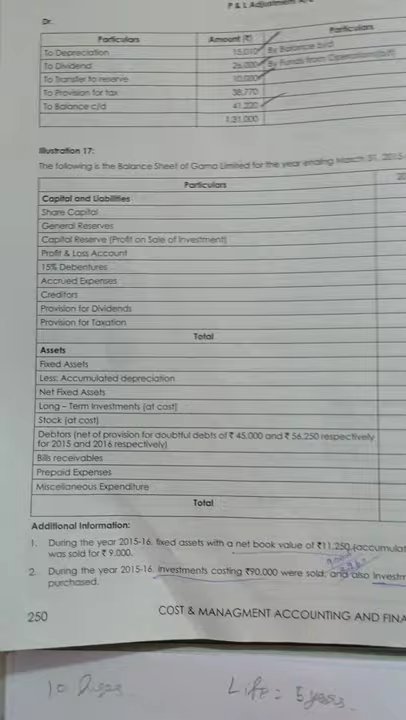 P & L Adjustment A/c
Dr.
Particulars Amount (₹) Particulars
To Depreciation 15,010 By Balance b/d
To Dividend 26,000 By Funds from Operations(b/f)
To Transfer to reserve 10,000
To Provision for tax 38,770
To Balance c/d 41,220
1,31,000
Illustration 17:
The following is the Balance Sheet of Gama Limited for the year ending March 31, 2015
Particulars 20
Capital and Liabilities
Share Capital
General Reserves
Capital Reserve (Profit on Sale of Investment)
Profit & Loss Account
15% Debentures
Accrued Expenses
Creditors
Provision for Dividends
Provision for Taxation
Total
Assets
Fixed Assets
Less: Accumulated depreciation
Net Fixed Assets
Long – Term Investments (at cost)
Stock (at cost)
Debtors (net of provision for doubtful debts of ₹ 45,000 and ₹ 56,250 respectively
for 2015 and 2016 respectively)
Bills receivables
Prepaid Expenses
Miscellaneous Expenditure
Total
Additional Information:
1. During the year 2015-16, fixed assets with a net book value of ₹11,250 (accumulat
was sold for ₹ 9,000.
2. During the year 2015-16, Investments costing ₹90,000 were sold, and also Investm
purchased.
250 COST & MANAGMENT ACCOUNTING AND FINA
Life = 5 years